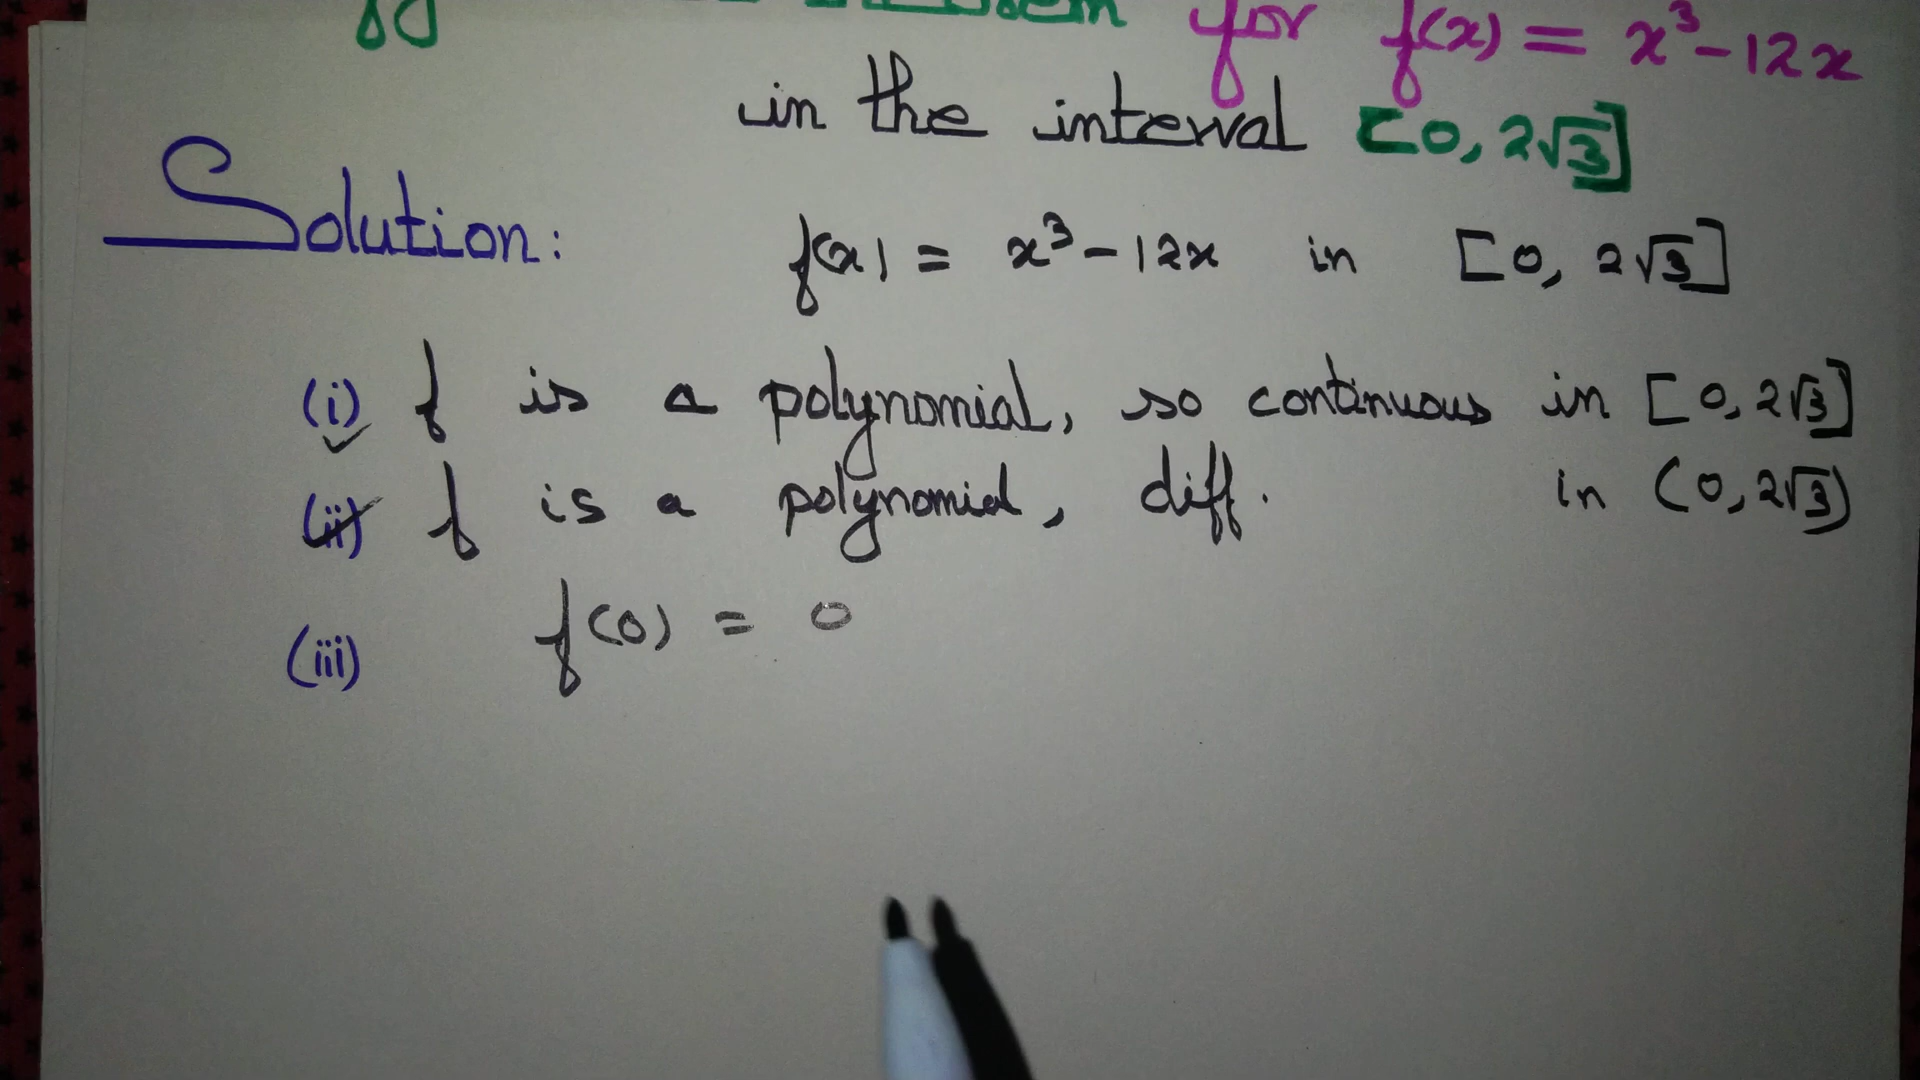 for f(x) = x³-12x
in the interval [0, 2√3]
Solution: f(x) = x³-12x in [0, 2√3]
(i) f is a polynomial, so continuous in [0, 2√3]
(ii) f is a polynomial, diff. in (0, 2√3)
(iii) f(0) = 0